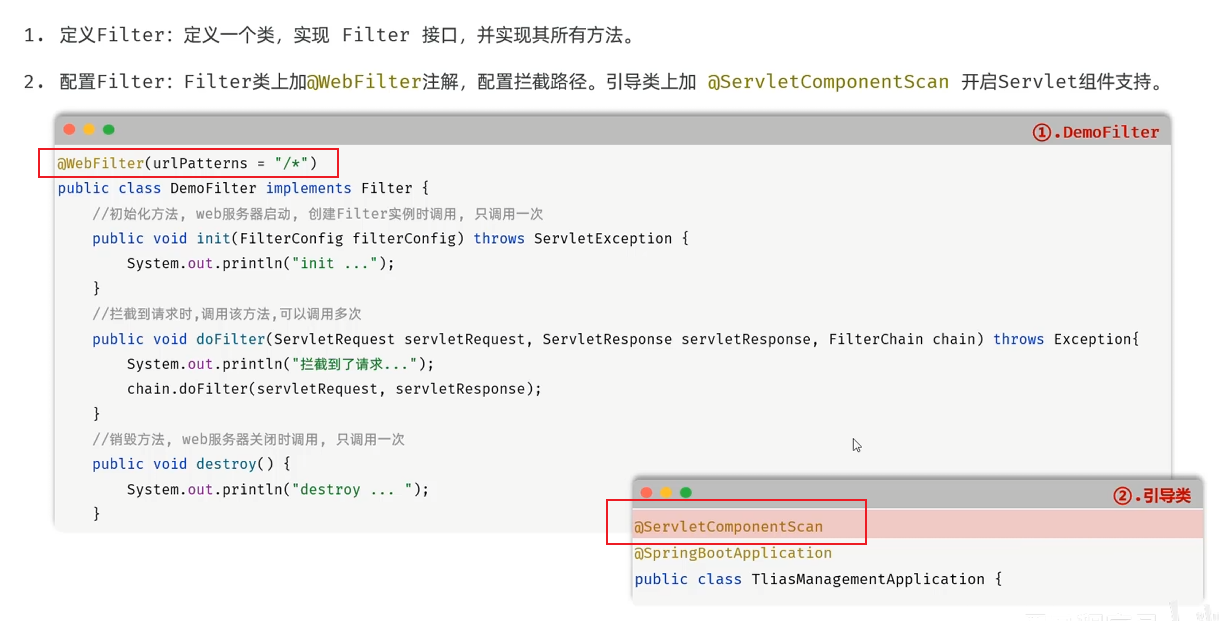 1. 定义Filter: 定义一个类, 实现 Filter 接口, 并实现其所有方法。
2. 配置Filter: Filter类上加@WebFilter注解, 配置拦截路径。引导类上加 @ServletComponentScan 开启Servlet组件支持。
①.DemoFilter
@WebFilter(urlPatterns = "/*")
public class DemoFilter implements Filter {
//初始化方法, web服务器启动, 创建Filter实例时调用, 只调用一次
public void init(FilterConfig filterConfig) throws ServletException {
System.out.println("init ...");
}
//拦截到请求时,调用该方法,可以调用多次
public void doFilter(ServletRequest servletRequest, ServletResponse servletResponse, FilterChain chain) throws Exception{
System.out.println("拦截到了请求...");
chain.doFilter(servletRequest, servletResponse);
}
//销毁方法, web服务器关闭时调用, 只调用一次
public void destroy() {
System.out.println("destroy ... ");
}
②.引导类
@ServletComponentScan
@SpringBootApplication
public class TliasManagementApplication {